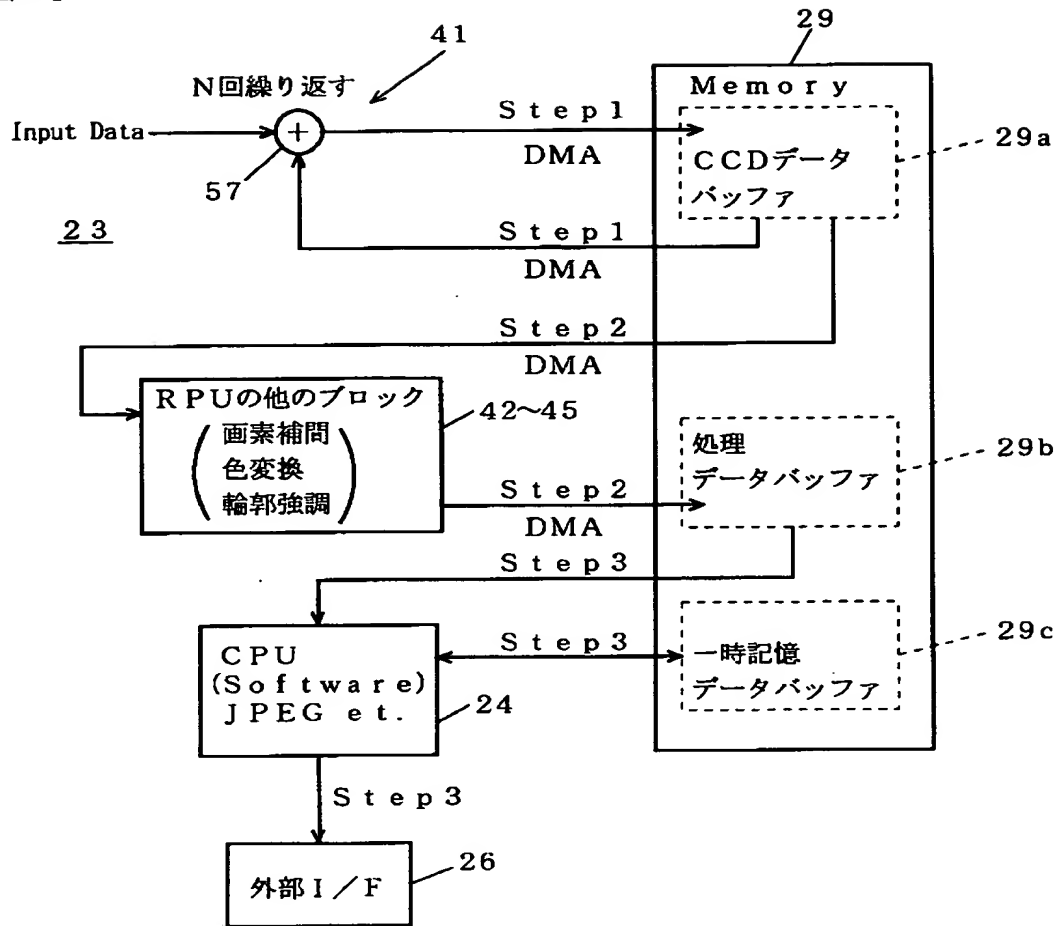 41
29
N回繰り返す
Memory
Input Data
Step1
DMA
29a
CCDデータ
バッファ
57
23
Step1
DMA
Step2
DMA
RPUの他のブロック
画素補問
色変換
輪郭強調
42~45
処理
データバッファ
29b
Step2
DMA
Step3
CPU
(Software)
JPEG et.
24
Step3
一時記憶
データバッファ
29c
Step3
外部I/F
26